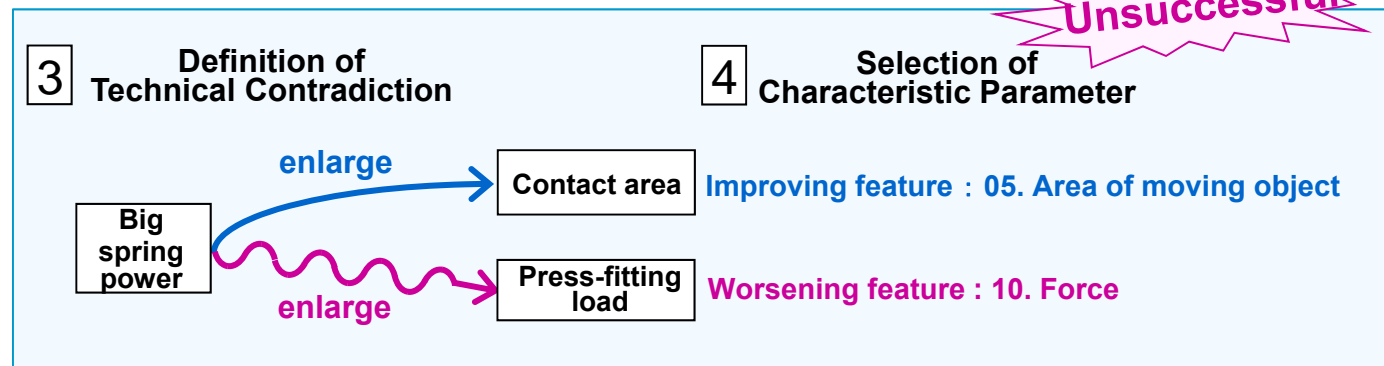 Unsuccessful
3
Definition of
Technical Contradiction
4
Selection of
Characteristic Parameter
enlarge
Big
spring
power
Contact area
Improving feature : 05. Area of moving object
enlarge
Press-fitting
load
Worsening feature : 10. Force